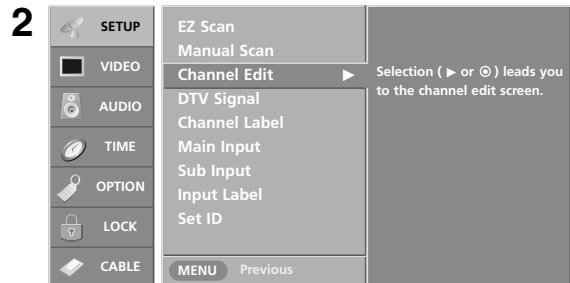 2
SETUP
VIDEO
AUDIO
TIME
OPTION
LOCK
CABLE
EZ Scan
Manual Scan
Channel Edit ▶
DTV Signal
Channel Label
Main Input
Sub Input
Input Label
Set ID
MENU Previous
Selection ( ▶ or ⊙ ) leads you
to the channel edit screen.